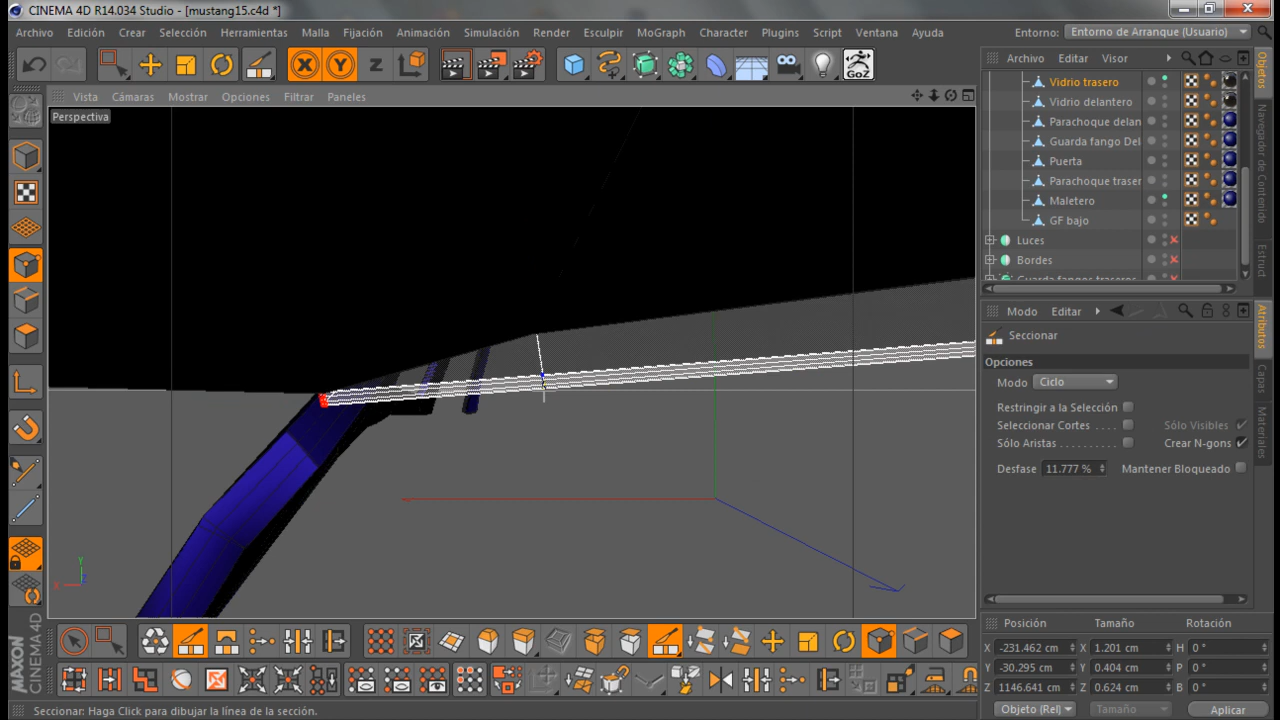 CINEMA 4D R14.034 Studio - [mustang15.c4d *]
Archivo Edición Crear Selección Herramientas Malla Fijación Animación Simulación Render Esculpir MoGraph Character Plugins Script Ventana Ayuda Entorno: Entorno de Arranque (Usuario)
X Y Z GoZ
Archivo Editar Visor
Vista Cámaras Mostrar Opciones Filtrar Paneles
Perspectiva
Vidrio trasero
Vidrio delantero
Parachoque delan
Guarda fango Del
Puerta
Parachoque traser
Maletero
GF bajo
Luces
Bordes
Guarda fangos traseros
Objetos
Navegador de Contenido
Estruct
Modo Editar
Seccionar
Opciones
Modo Ciclo
Restringir a la Selección
Seleccionar Cortes . . . . Sólo Visibles
Sólo Aristas . . . . . . . . . Crear N-gons
Desfase 11.777 % Mantener Bloqueado
Atributos
Capas
Materiales
Y
X Z
Posición Tamaño Rotación
X -231.462 cm X 1.201 cm H 0 °
Y -30.295 cm Y 0.404 cm P 0 °
Z 1146.641 cm Z 0.624 cm B 0 °
Objeto (Rel) Tamaño Aplicar
MAXON
CINEMA 4D
Seccionar: Haga Click para dibujar la línea de la sección.